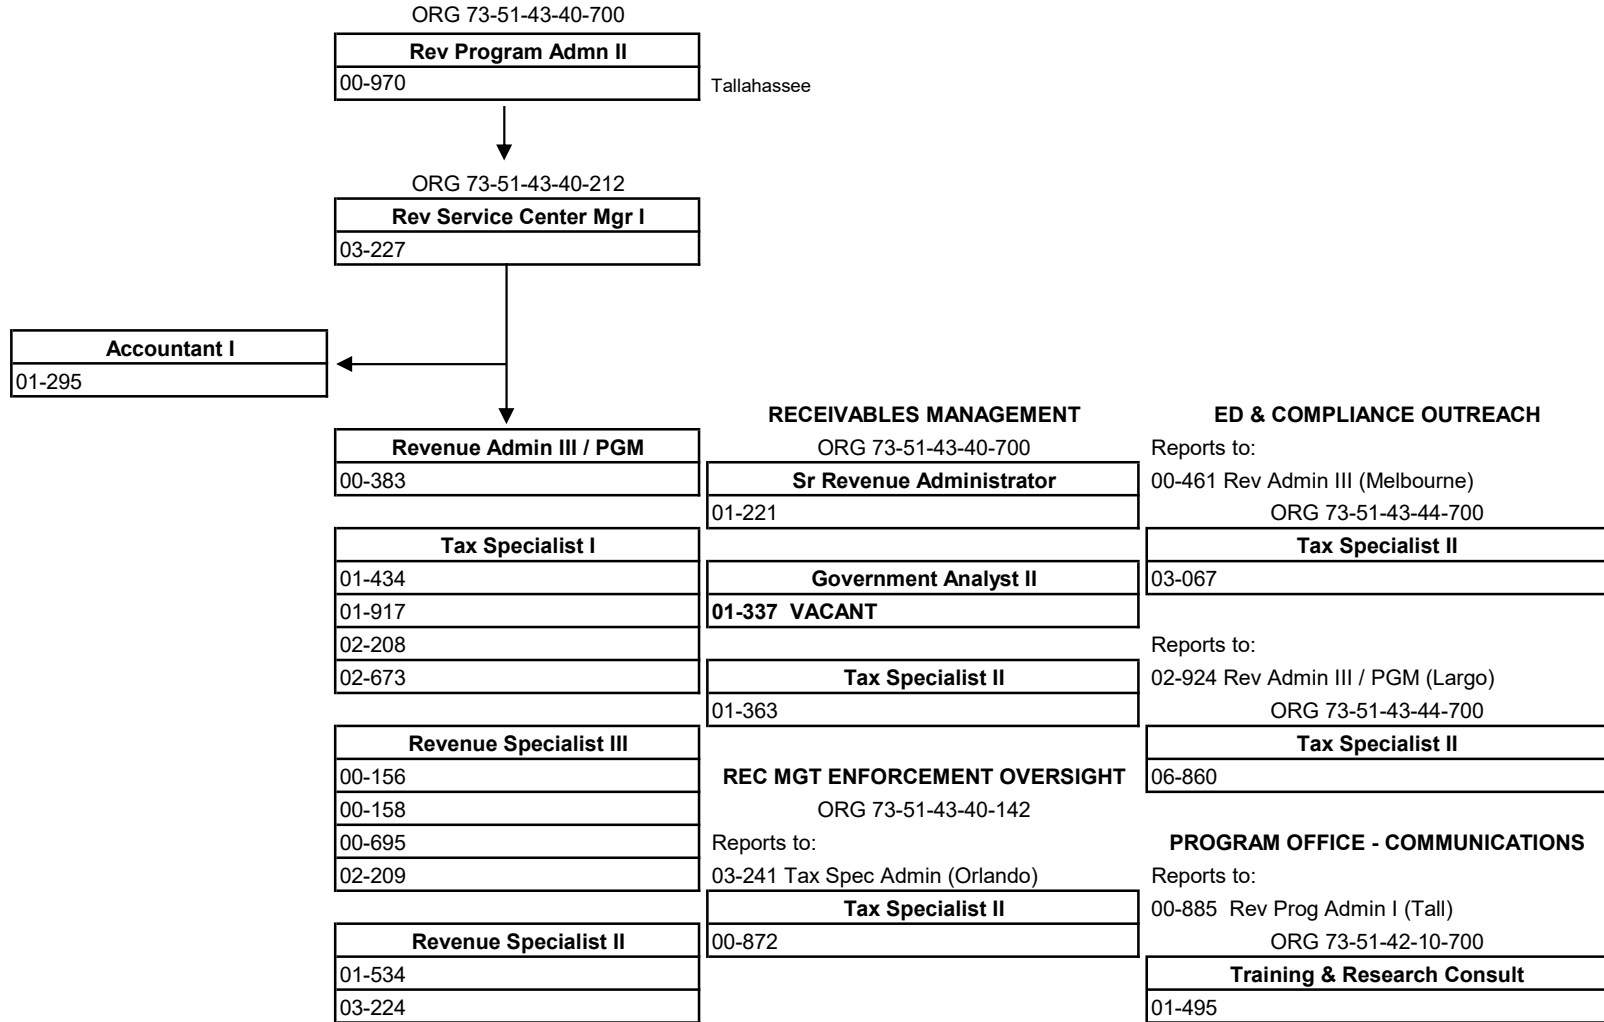 ORG 73-51-43-40-700
Rev Program Admn II
00-970
Tallahassee
ORG 73-51-43-40-212
Rev Service Center Mgr I
03-227
Accountant I
01-295
Revenue Admin III / PGM
00-383
Tax Specialist I
01-434
01-917
02-208
02-673
Revenue Specialist III
00-156
00-158
00-695
02-209
Revenue Specialist II
01-534
03-224
RECEIVABLES MANAGEMENT
ORG 73-51-43-40-700
Sr Revenue Administrator
01-221
Government Analyst II
01-337  VACANT
Tax Specialist II
01-363
REC MGT ENFORCEMENT OVERSIGHT
ORG 73-51-43-40-142
Reports to:
03-241 Tax Spec Admin (Orlando)
Tax Specialist II
00-872
ED & COMPLIANCE OUTREACH
Reports to:
00-461 Rev Admin III (Melbourne)
ORG 73-51-43-44-700
Tax Specialist II
03-067
Reports to:
02-924 Rev Admin III / PGM (Largo)
ORG 73-51-43-44-700
Tax Specialist II
06-860
PROGRAM OFFICE - COMMUNICATIONS
Reports to:
00-885  Rev Prog Admin I (Tall)
ORG 73-51-42-10-700
Training & Research Consult
01-495